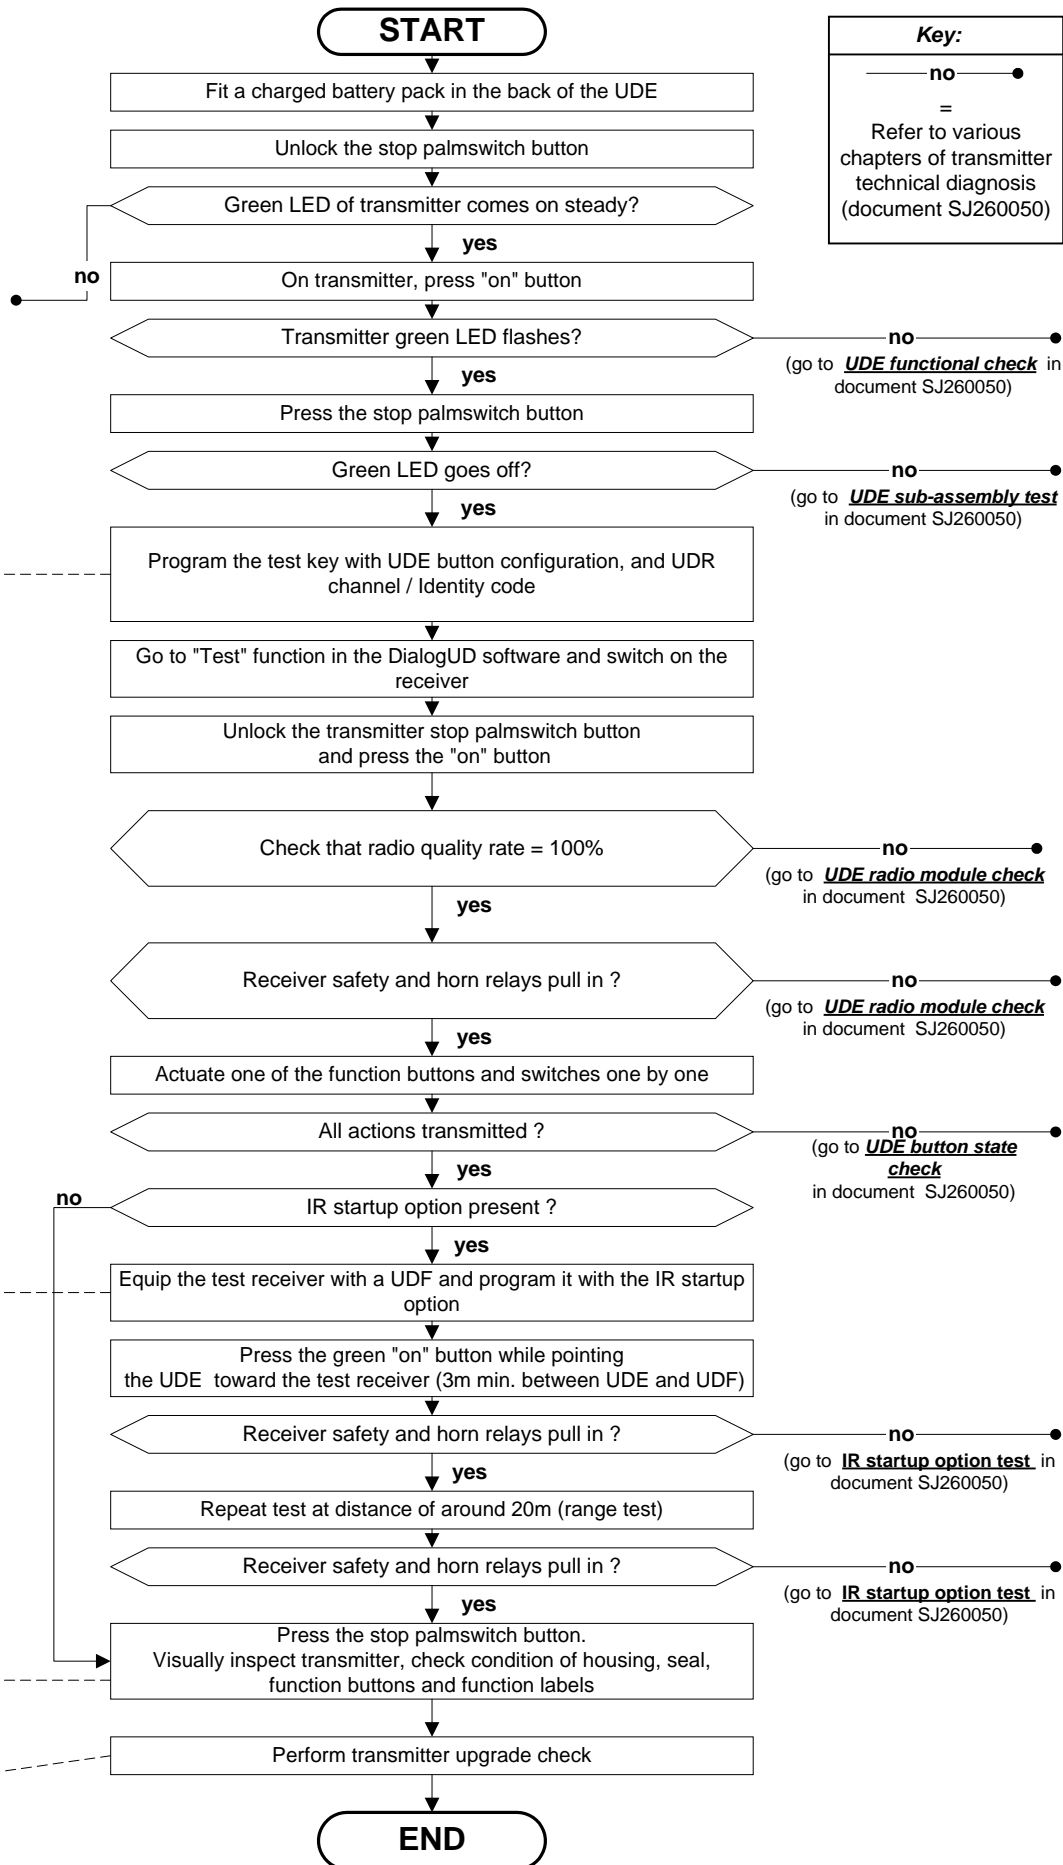 START
Key:
no
=
Refer to various
chapters of transmitter
technical diagnosis
(document SJ260050)
Fit a charged battery pack in the back of the UDE
Unlock the stop palmswitch button
Green LED of transmitter comes on steady?
yes
no
On transmitter, press "on" button
Transmitter green LED flashes?
no
(go to UDE functional check in
document SJ260050)
yes
Press the stop palmswitch button
Green LED goes off?
no
(go to UDE sub-assembly test
in document SJ260050)
yes
Program the test key with UDE button configuration, and UDR
channel / Identity code
Go to "Test" function in the DialogUD software and switch on the
receiver
Unlock the transmitter stop palmswitch button
and press the "on" button
Check that radio quality rate = 100%
no
(go to UDE radio module check
in document SJ260050)
yes
Receiver safety and horn relays pull in ?
no
(go to UDE radio module check
in document SJ260050)
yes
Actuate one of the function buttons and switches one by one
All actions transmitted ?
no
(go to UDE button state
check
in document SJ260050)
yes
no
IR startup option present ?
yes
Equip the test receiver with a UDF and program it with the IR startup
option
Press the green "on" button while pointing
the UDE toward the test receiver (3m min. between UDE and UDF)
Receiver safety and horn relays pull in ?
no
(go to IR startup option test in
document SJ260050)
yes
Repeat test at distance of around 20m (range test)
Receiver safety and horn relays pull in ?
no
(go to IR startup option test in
document SJ260050)
yes
Press the stop palmswitch button.
Visually inspect transmitter, check condition of housing, seal,
function buttons and function labels
Perform transmitter upgrade check
END